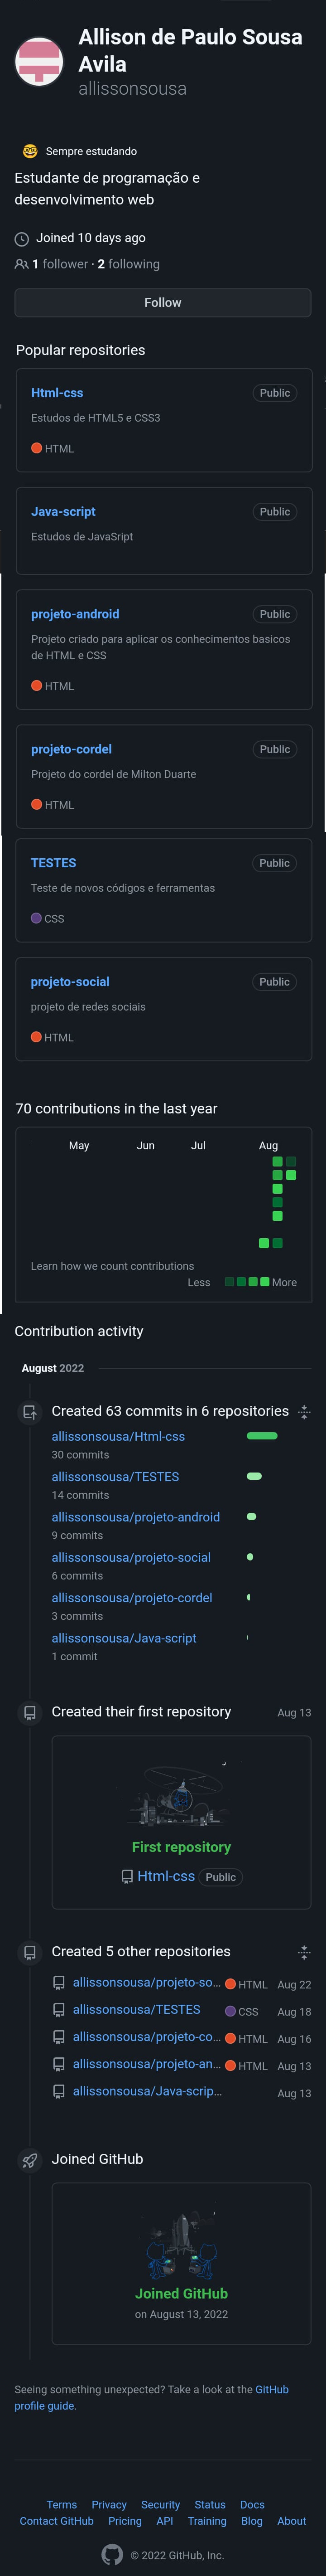 Allison de Paulo Sousa
Avila
allissonsousa
Sempre estudando
Estudante de programação e
desenvolvimento web
Joined 10 days ago
1 follower · 2 following
Follow
Popular repositories
Html-css Public
Estudos de HTML5 e CSS3
HTML
Java-script Public
Estudos de JavaSript
projeto-android Public
Projeto criado para aplicar os conhecimentos basicos
de HTML e CSS
HTML
projeto-cordel Public
Projeto do cordel de Milton Duarte
HTML
TESTES Public
Teste de novos códigos e ferramentas
CSS
projeto-social Public
projeto de redes sociais
HTML
70 contributions in the last year
May Jun Jul Aug
Learn how we count contributions
Less More
Contribution activity
August 2022
Created 63 commits in 6 repositories
allissonsousa/Html-css
30 commits
allissonsousa/TESTES
14 commits
allissonsousa/projeto-android
9 commits
allissonsousa/projeto-social
6 commits
allissonsousa/projeto-cordel
3 commits
allissonsousa/Java-script
1 commit
Created their first repository Aug 13
First repository
Html-css Public
Created 5 other repositories
allissonsousa/projeto-so... HTML Aug 22
allissonsousa/TESTES CSS Aug 18
allissonsousa/projeto-co... HTML Aug 16
allissonsousa/projeto-an... HTML Aug 13
allissonsousa/Java-scrip... Aug 13
Joined GitHub
Joined GitHub
on August 13, 2022
Seeing something unexpected? Take a look at the GitHub
profile guide.
Terms Privacy Security Status Docs
Contact GitHub Pricing API Training Blog About
© 2022 GitHub, Inc.